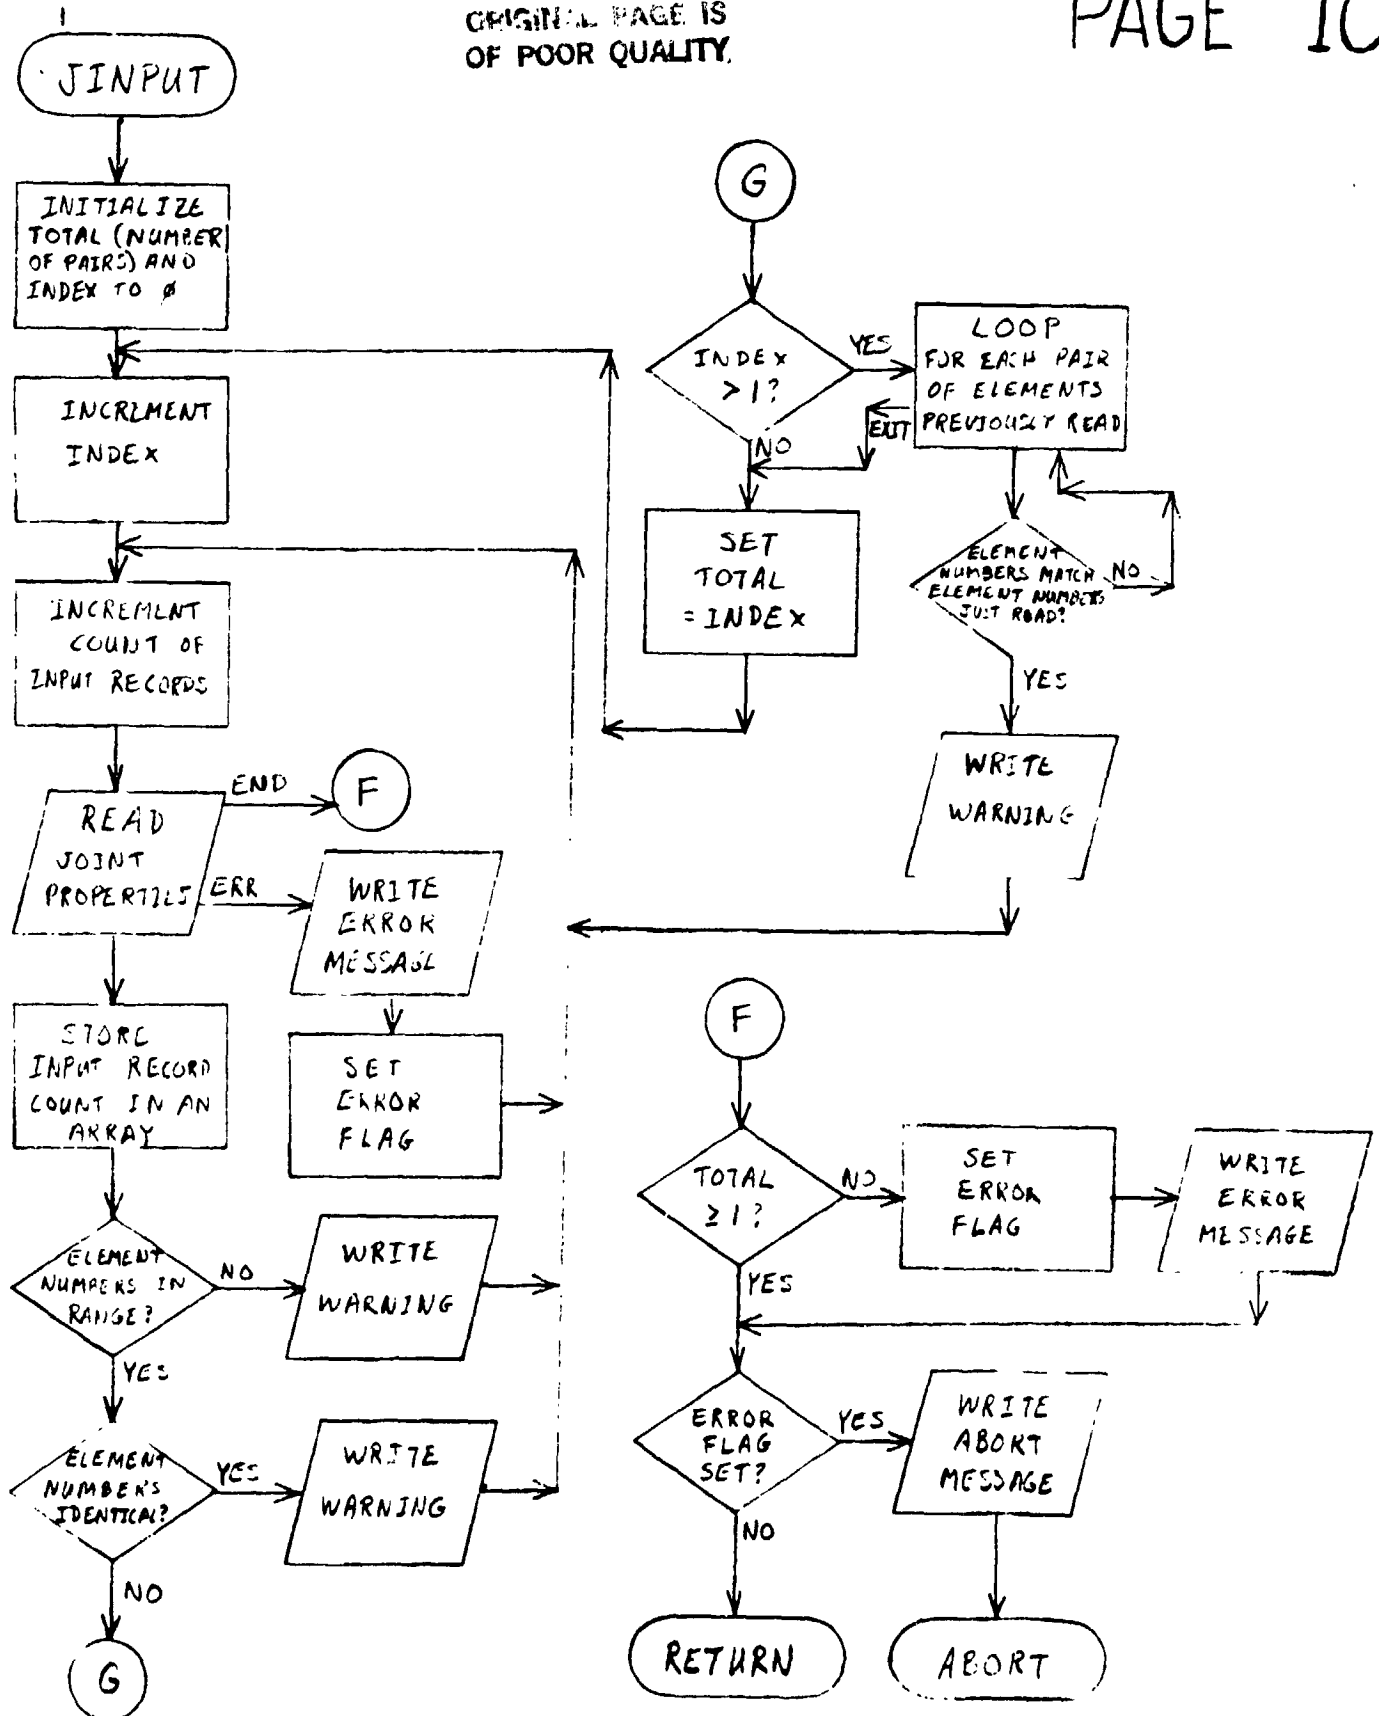 ORIGINAL PAGE IS
OF POOR QUALITY.
PAGE 10
JINPUT
INITIALIZE
TOTAL (NUMBER
OF PAIRS) AND
INDEX TO Ø
INCREMENT
INDEX
INCREMENT
COUNT OF
INPUT RECORDS
READ
JOINT
PROPERTIES
END
F
ERR
WRITE
ERROR
MESSAGE
SET
ERROR
FLAG
STORE
INPUT RECORD
COUNT IN AN
ARRAY
ELEMENT
NUMBERS IN
RANGE?
NO
WRITE
WARNING
YES
ELEMENT
NUMBERS
IDENTICAL?
YES
WRITE
WARNING
NO
G
G
INDEX
> 1?
YES
LOOP
FOR EACH PAIR
OF ELEMENTS
PREVIOUSLY READ
EXIT
NO
SET
TOTAL
= INDEX
ELEMENT
NUMBERS MATCH
ELEMENT NUMBERS
JUST READ?
NO
YES
WRITE
WARNING
F
TOTAL
≥ 1?
NO
SET
ERROR
FLAG
WRITE
ERROR
MESSAGE
YES
ERROR
FLAG
SET?
YES
WRITE
ABORT
MESSAGE
NO
RETURN
ABORT